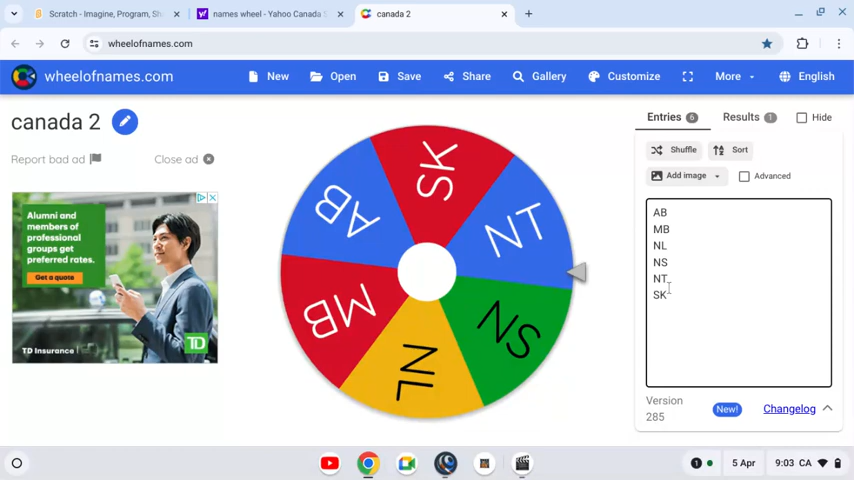 Scratch - Imagine, Program, Sh
names wheel - Yahoo Canada S
canada 2
wheelofnames.com
wheelofnames.com
New
Open
Save
Share
Gallery
Customize
More
English
canada 2
Report bad ad
Close ad
Alumni and
members of
professional
groups get
preferred rates.
Get a quote
TD Insurance
TD
SK
NT
NS
NL
MB
AB
Entries 6
Results 1
Hide
Shuffle
Sort
Add image
Advanced
AB
MB
NL
NS
NT
SK
Version
285
New!
Changelog
1
5 Apr
9:03 CA